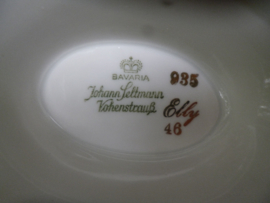 BAVARIA
935
Johann Seltmann
Vohenstrauß
Elly
46